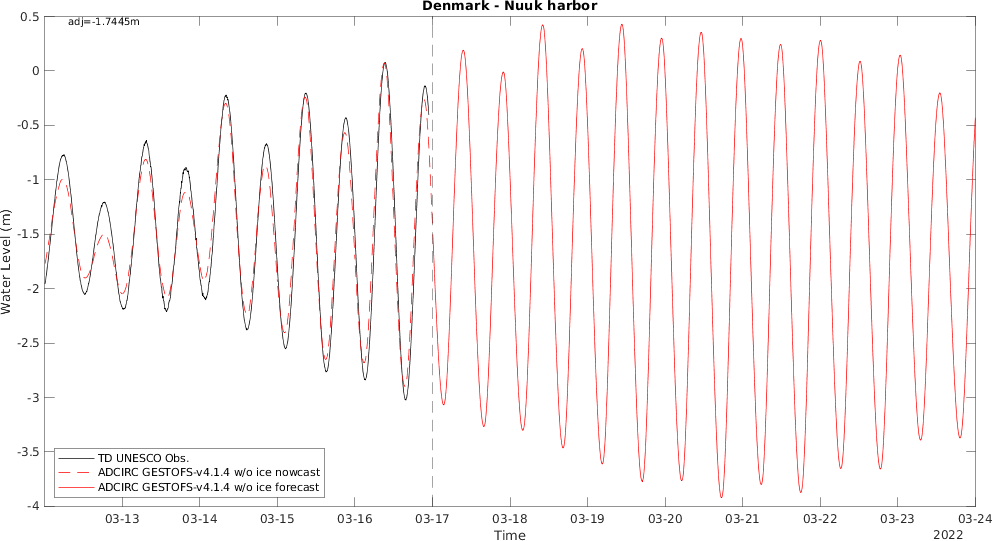 Denmark - Nuuk harbor
adj=-1.7445m
0.5
0
-0.5
-1
-1.5
-2
-2.5
-3
-3.5
-4
Water Level (m)
TD UNESCO Obs.
ADCIRC GESTOFS-v4.1.4 w/o ice nowcast
ADCIRC GESTOFS-v4.1.4 w/o ice forecast
03-13 03-14 03-15 03-16 03-17 03-18 03-19 03-20 03-21 03-22 03-23 03-24
Time
2022